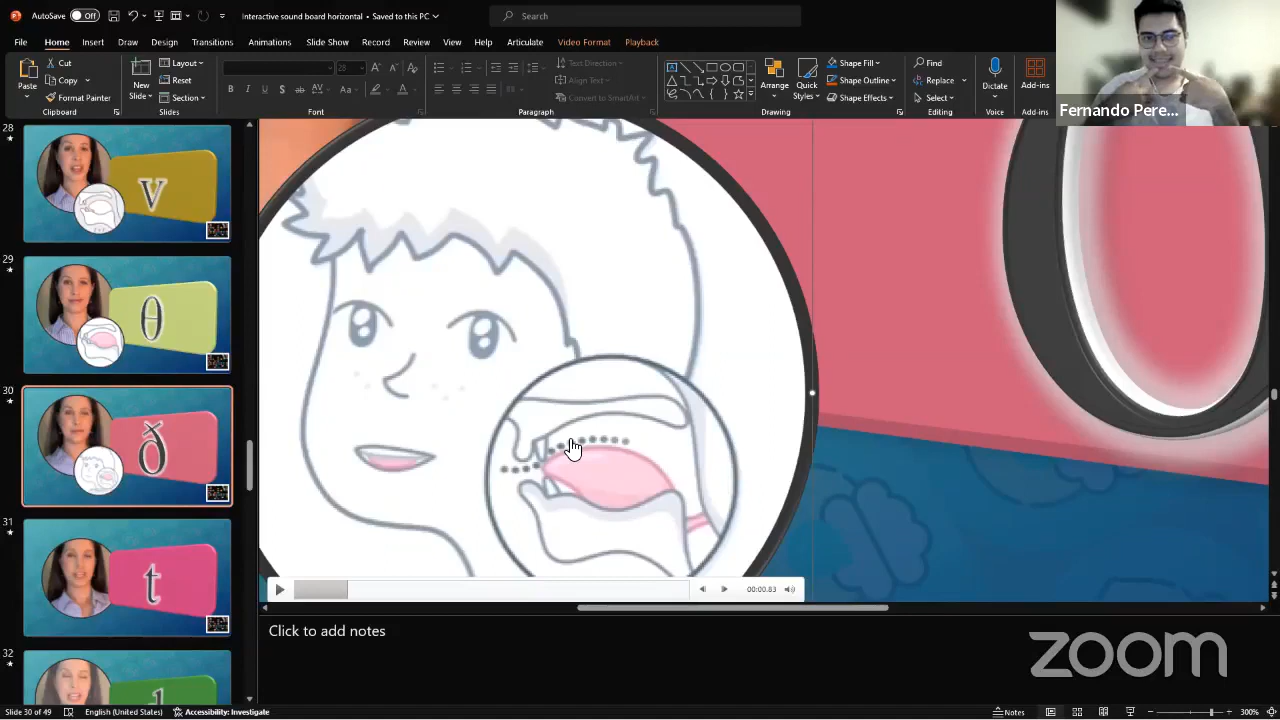 AutoSave Off Interactive sound board horizontal • Saved to this PC Search
File Home Insert Draw Design Transitions Animations Slide Show Record Review View Help Articulate Video Format Playback
Paste
Cut
Copy
Format Painter
Clipboard
New Slide
Layout
Reset
Section
Slides
28
B I U S ab AV Aa A
Font
Text Direction
Align Text
Convert to SmartArt
Paragraph
Arrange
Quick Styles
Shape Fill
Shape Outline
Shape Effects
Drawing
Find
Replace
Select
Editing
Dictate
Voice
Add-ins
Add-ins
Fernando Pere...
28
v
29
θ
30
ð
31
t
32
00:00.83
Click to add notes
zoom
Slide 30 of 49 English (United States) Accessibility: Investigate Notes 300%